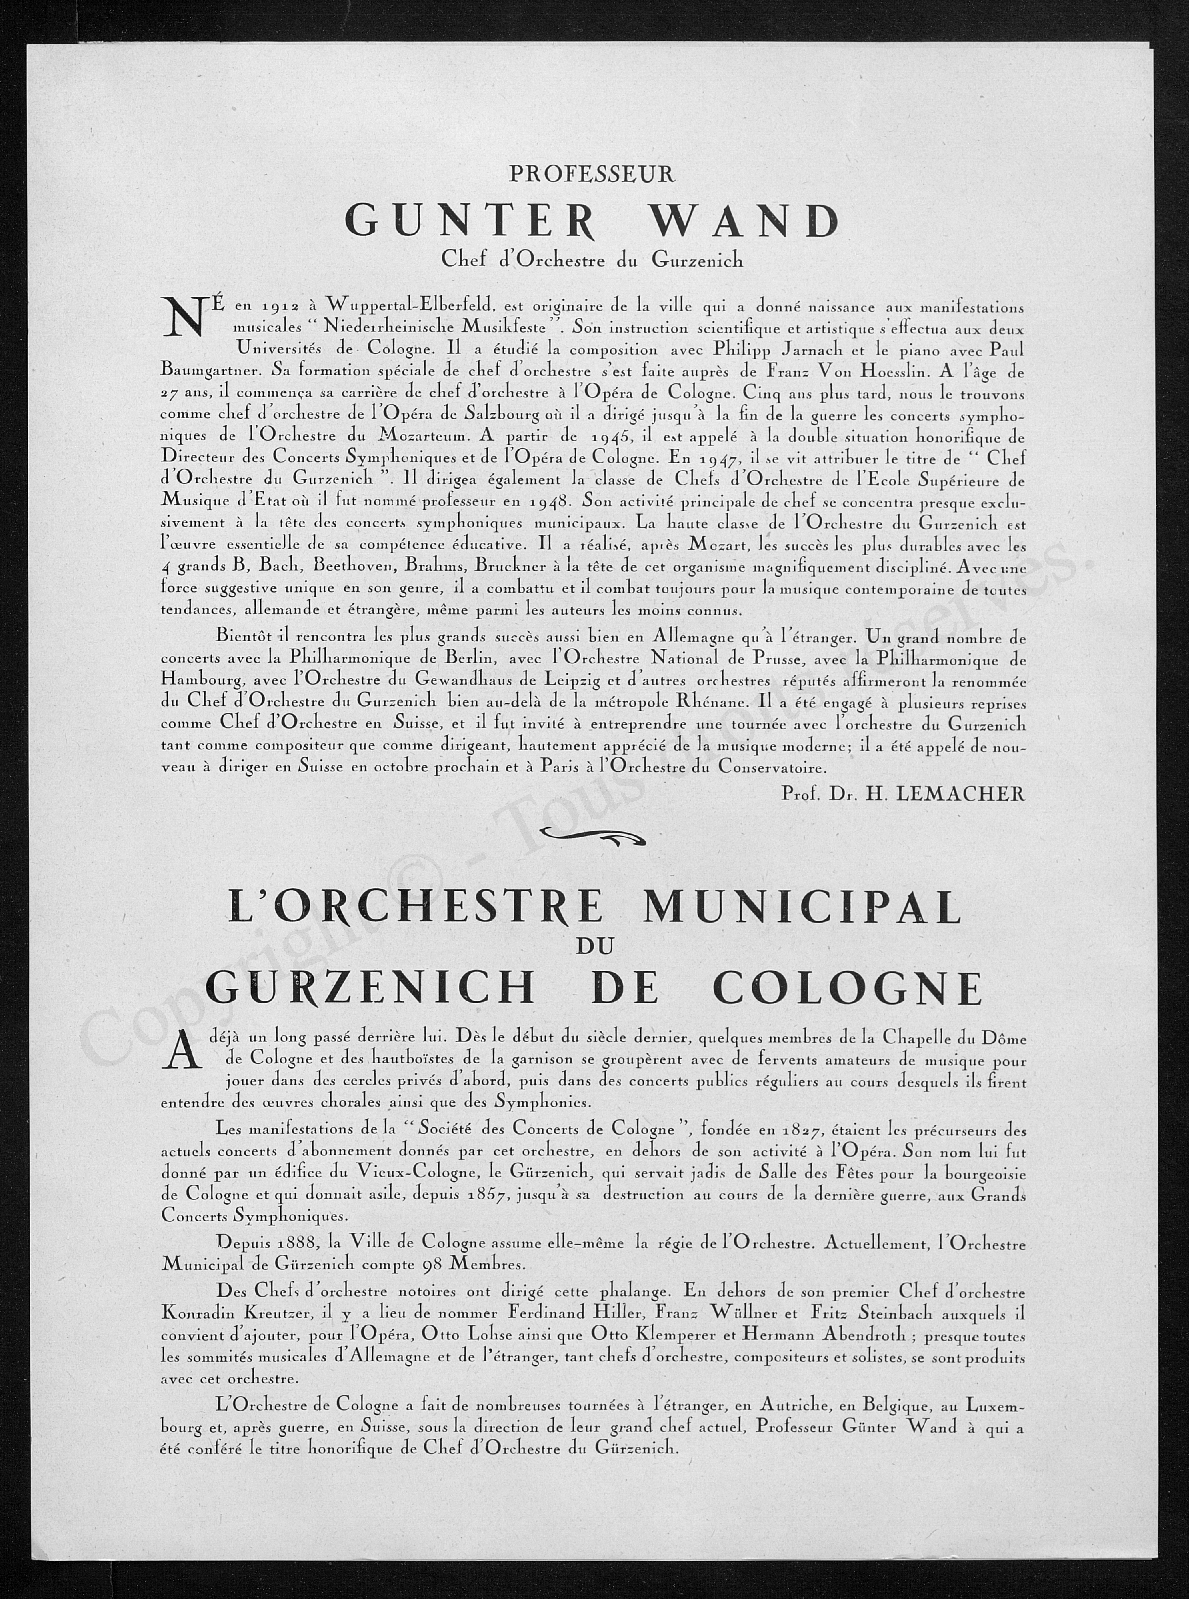 PROFESSEUR
GUNTER WAND
Chef d'Orchestre du Gurzenich
NÉ en 1912 à Wuppertal-Elberfeld, est originaire de la ville qui a donné naissance aux manifestations
musicales “ Niederrheinische Musikfeste ”. Son instruction scientifique et artistique s'effectua aux deux
Universités de Cologne. Il a étudié la composition avec Philipp Jarnach et le piano avec Paul
Baumgartner. Sa formation spéciale de chef d'orchestre s'est faite auprès de Franz Von Hoesslin. A l'âge de
27 ans, il commença sa carrière de chef d'orchestre à l'Opéra de Cologne. Cinq ans plus tard, nous le trouvons
comme chef d'orchestre de l'Opéra de Salzbourg où il a dirigé jusqu'à la fin de la guerre les concerts sympho-
niques de l'Orchestre du Mozarteum. A partir de 1945, il est appelé à la double situation honorifique de
Directeur des Concerts Symphoniques et de l'Opéra de Cologne. En 1947, il se vit attribuer le titre de “ Chef
d'Orchestre du Gurzenich ”. Il dirigea également la classe de Chefs d'Orchestre de l'Ecole Supérieure de
Musique d'Etat où il fut nommé professeur en 1948. Son activité principale de chef se concentra presque exclu-
sivement à la tête des concerts symphoniques municipaux. La haute classe de l'Orchestre du Gurzenich est
l'œuvre essentielle de sa compétence éducative. Il a réalisé, après Mozart, les succès les plus durables avec les
4 grands B, Bach, Beethoven, Brahms, Bruckner à la tête de cet organisme magnifiquement discipliné. Avec une
force suggestive unique en son genre, il a combattu et il combat toujours pour la musique contemporaine de toutes
tendances, allemande et étrangère, même parmi les auteurs les moins connus.
Bientôt il rencontra les plus grands succès aussi bien en Allemagne qu'à l'étranger. Un grand nombre de
concerts avec la Philharmonique de Berlin, avec l'Orchestre National de Prusse, avec la Philharmonique de
Hambourg, avec l'Orchestre du Gewandhaus de Leipzig et d'autres orchestres réputés affirmeront la renommée
du Chef d'Orchestre du Gurzenich bien au-delà de la métropole Rhénane. Il a été engagé à plusieurs reprises
comme Chef d'Orchestre en Suisse, et il fut invité à entreprendre une tournée avec l'orchestre du Gurzenich
tant comme compositeur que comme dirigeant, hautement apprécié de la musique moderne; il a été appelé de nou-
veau à diriger en Suisse en octobre prochain et à Paris à l'Orchestre du Conservatoire.
Prof. Dr. H. LEMACHER
L'ORCHESTRE MUNICIPAL
DU
GURZENICH DE COLOGNE
A déjà un long passé derrière lui. Dès le début du siècle dernier, quelques membres de la Chapelle du Dôme
de Cologne et des hautboïstes de la garnison se groupèrent avec de fervents amateurs de musique pour
jouer dans des cercles privés d'abord, puis dans des concerts publics réguliers au cours desquels ils firent
entendre des œuvres chorales ainsi que des Symphonies.
Les manifestations de la “ Société des Concerts de Cologne ”, fondée en 1827, étaient les précurseurs des
actuels concerts d'abonnement donnés par cet orchestre, en dehors de son activité à l'Opéra. Son nom lui fut
donné par un édifice du Vieux-Cologne, le Gürzenich, qui servait jadis de Salle des Fêtes pour la bourgeoisie
de Cologne et qui donnait asile, depuis 1857, jusqu'à sa destruction au cours de la dernière guerre, aux Grands
Concerts Symphoniques.
Depuis 1888, la Ville de Cologne assume elle-même la régie de l'Orchestre. Actuellement, l'Orchestre
Municipal de Gürzenich compte 98 Membres.
Des Chefs d'orchestre notoires ont dirigé cette phalange. En dehors de son premier Chef d'orchestre
Konradin Kreutzer, il y a lieu de nommer Ferdinand Hiller, Franz Wüllner et Fritz Steinbach auxquels il
convient d'ajouter, pour l'Opéra, Otto Lohse ainsi que Otto Klemperer et Hermann Abendroth ; presque toutes
les sommités musicales d'Allemagne et de l'étranger, tant chefs d'orchestre, compositeurs et solistes, se sont produits
avec cet orchestre.
L'Orchestre de Cologne a fait de nombreuses tournées à l'étranger, en Autriche, en Belgique, au Luxem-
bourg et, après guerre, en Suisse, sous la direction de leur grand chef actuel, Professeur Günter Wand à qui a
été conféré le titre honorifique de Chef d'Orchestre du Gürzenich.
Copyright © - Tous droits réservés.